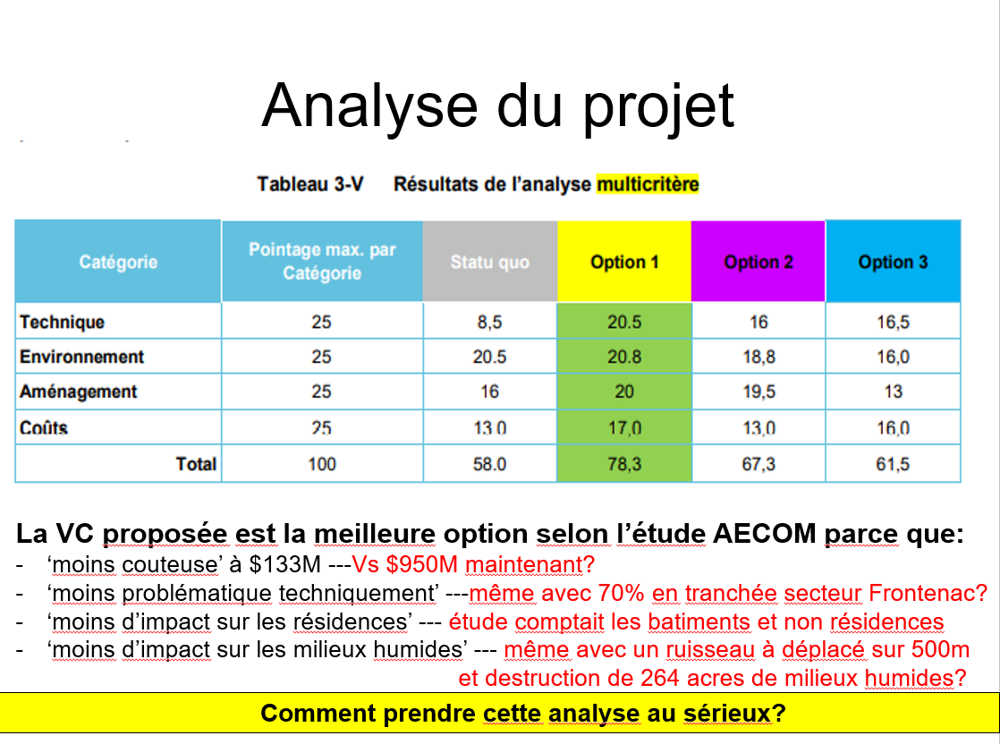 Analyse du projet
Tableau 3-V Résultats de l'analyse multicritère
Catégorie Pointage max. par Catégorie Statu quo Option 1 Option 2 Option 3
Technique 25 8,5 20.5 16 16,5
Environnement 25 20.5 20.8 18,8 16,0
Aménagement 25 16 20 19,5 13
Coûts 25 13.0 17,0 13,0 16,0
Total 100 58.0 78,3 67,3 61,5
La VC proposée est la meilleure option selon l'étude AECOM parce que:
- ‘moins couteuse’ à $133M ---Vs $950M maintenant?
- ‘moins problématique techniquement’ ---même avec 70% en tranchée secteur Frontenac?
- ‘moins d’impact sur les résidences’ --- étude comptait les batiments et non résidences
- ‘moins d’impact sur les milieux humides’ --- même avec un ruisseau à déplacé sur 500m
et destruction de 264 acres de milieux humides?
Comment prendre cette analyse au sérieux?